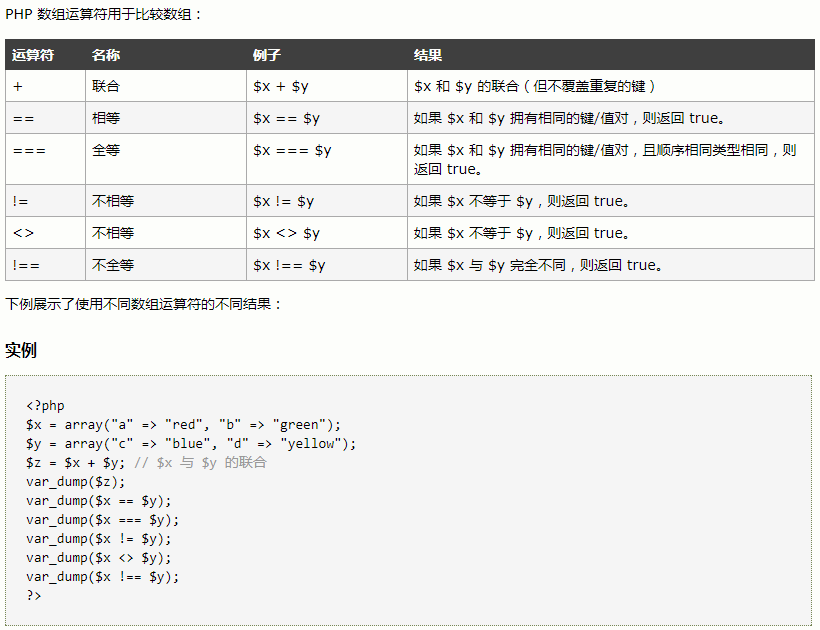 PHP 数组运算符用于比较数组：
运算符 名称 例子 结果
+ 联合 $x + $y $x 和 $y 的联合（但不覆盖重复的键）
== 相等 $x == $y 如果 $x 和 $y 拥有相同的键/值对，则返回 true。
=== 全等 $x === $y 如果 $x 和 $y 拥有相同的键/值对，且顺序相同类型相同，则
返回 true。
!= 不相等 $x != $y 如果 $x 不等于 $y，则返回 true。
<> 不相等 $x <> $y 如果 $x 不等于 $y，则返回 true。
!== 不全等 $x !== $y 如果 $x 与 $y 完全不同，则返回 true。
下例展示了使用不同数组运算符的不同结果：
实例
<?php
$x = array("a" => "red", "b" => "green");
$y = array("c" => "blue", "d" => "yellow");
$z = $x + $y; // $x 与 $y 的联合
var_dump($z);
var_dump($x == $y);
var_dump($x === $y);
var_dump($x != $y);
var_dump($x <> $y);
var_dump($x !== $y);
?>